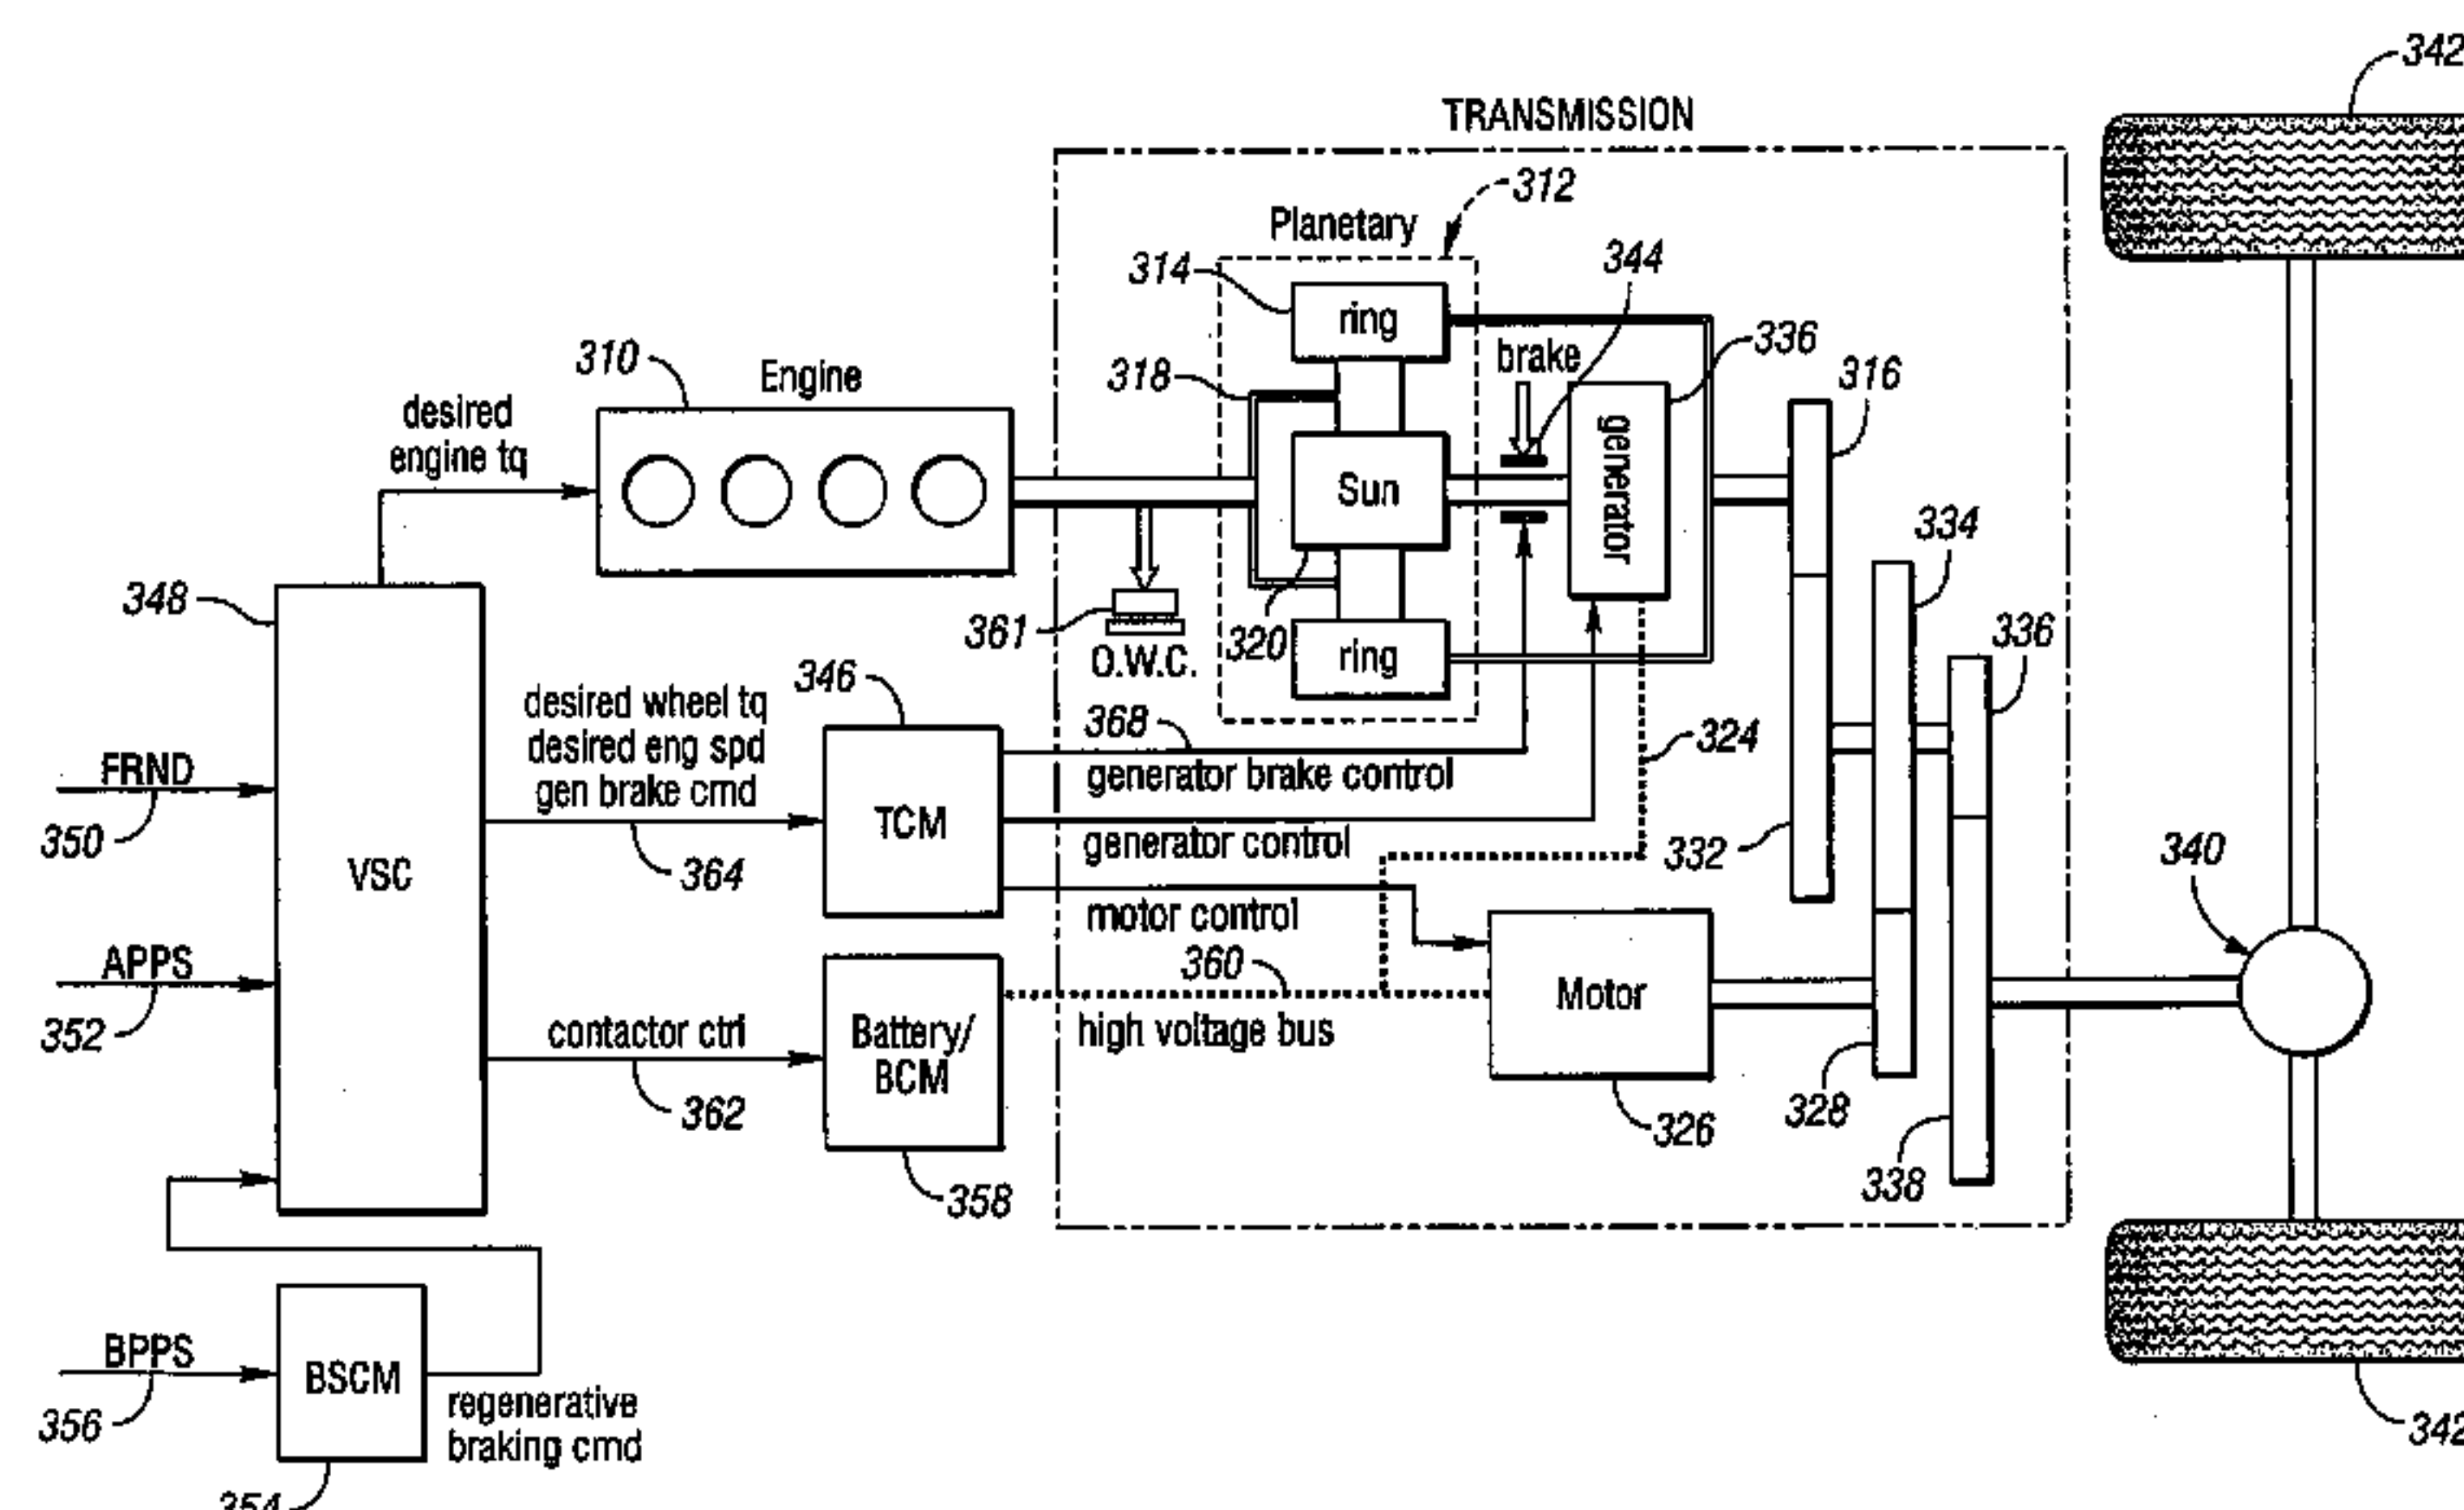 342
TRANSMISSION
312
Planetary
314
344
ring
336
310
Engine
318
brake
316
desired
engine tq
generator
Sun
334
348
361
O.W.C.
320
ring
336
346
desired wheel tq
desired eng spd
gen brake cmd
368
generator brake control
324
FRND
350
VSC
364
TCM
generator control
332
340
motor control
APPS
352
360
contactor ctrl
362
Battery/
BCM
high voltage bus
Motor
328
326
338
358
BPPS
356
BSCM
regenerative
braking cmd
342
354